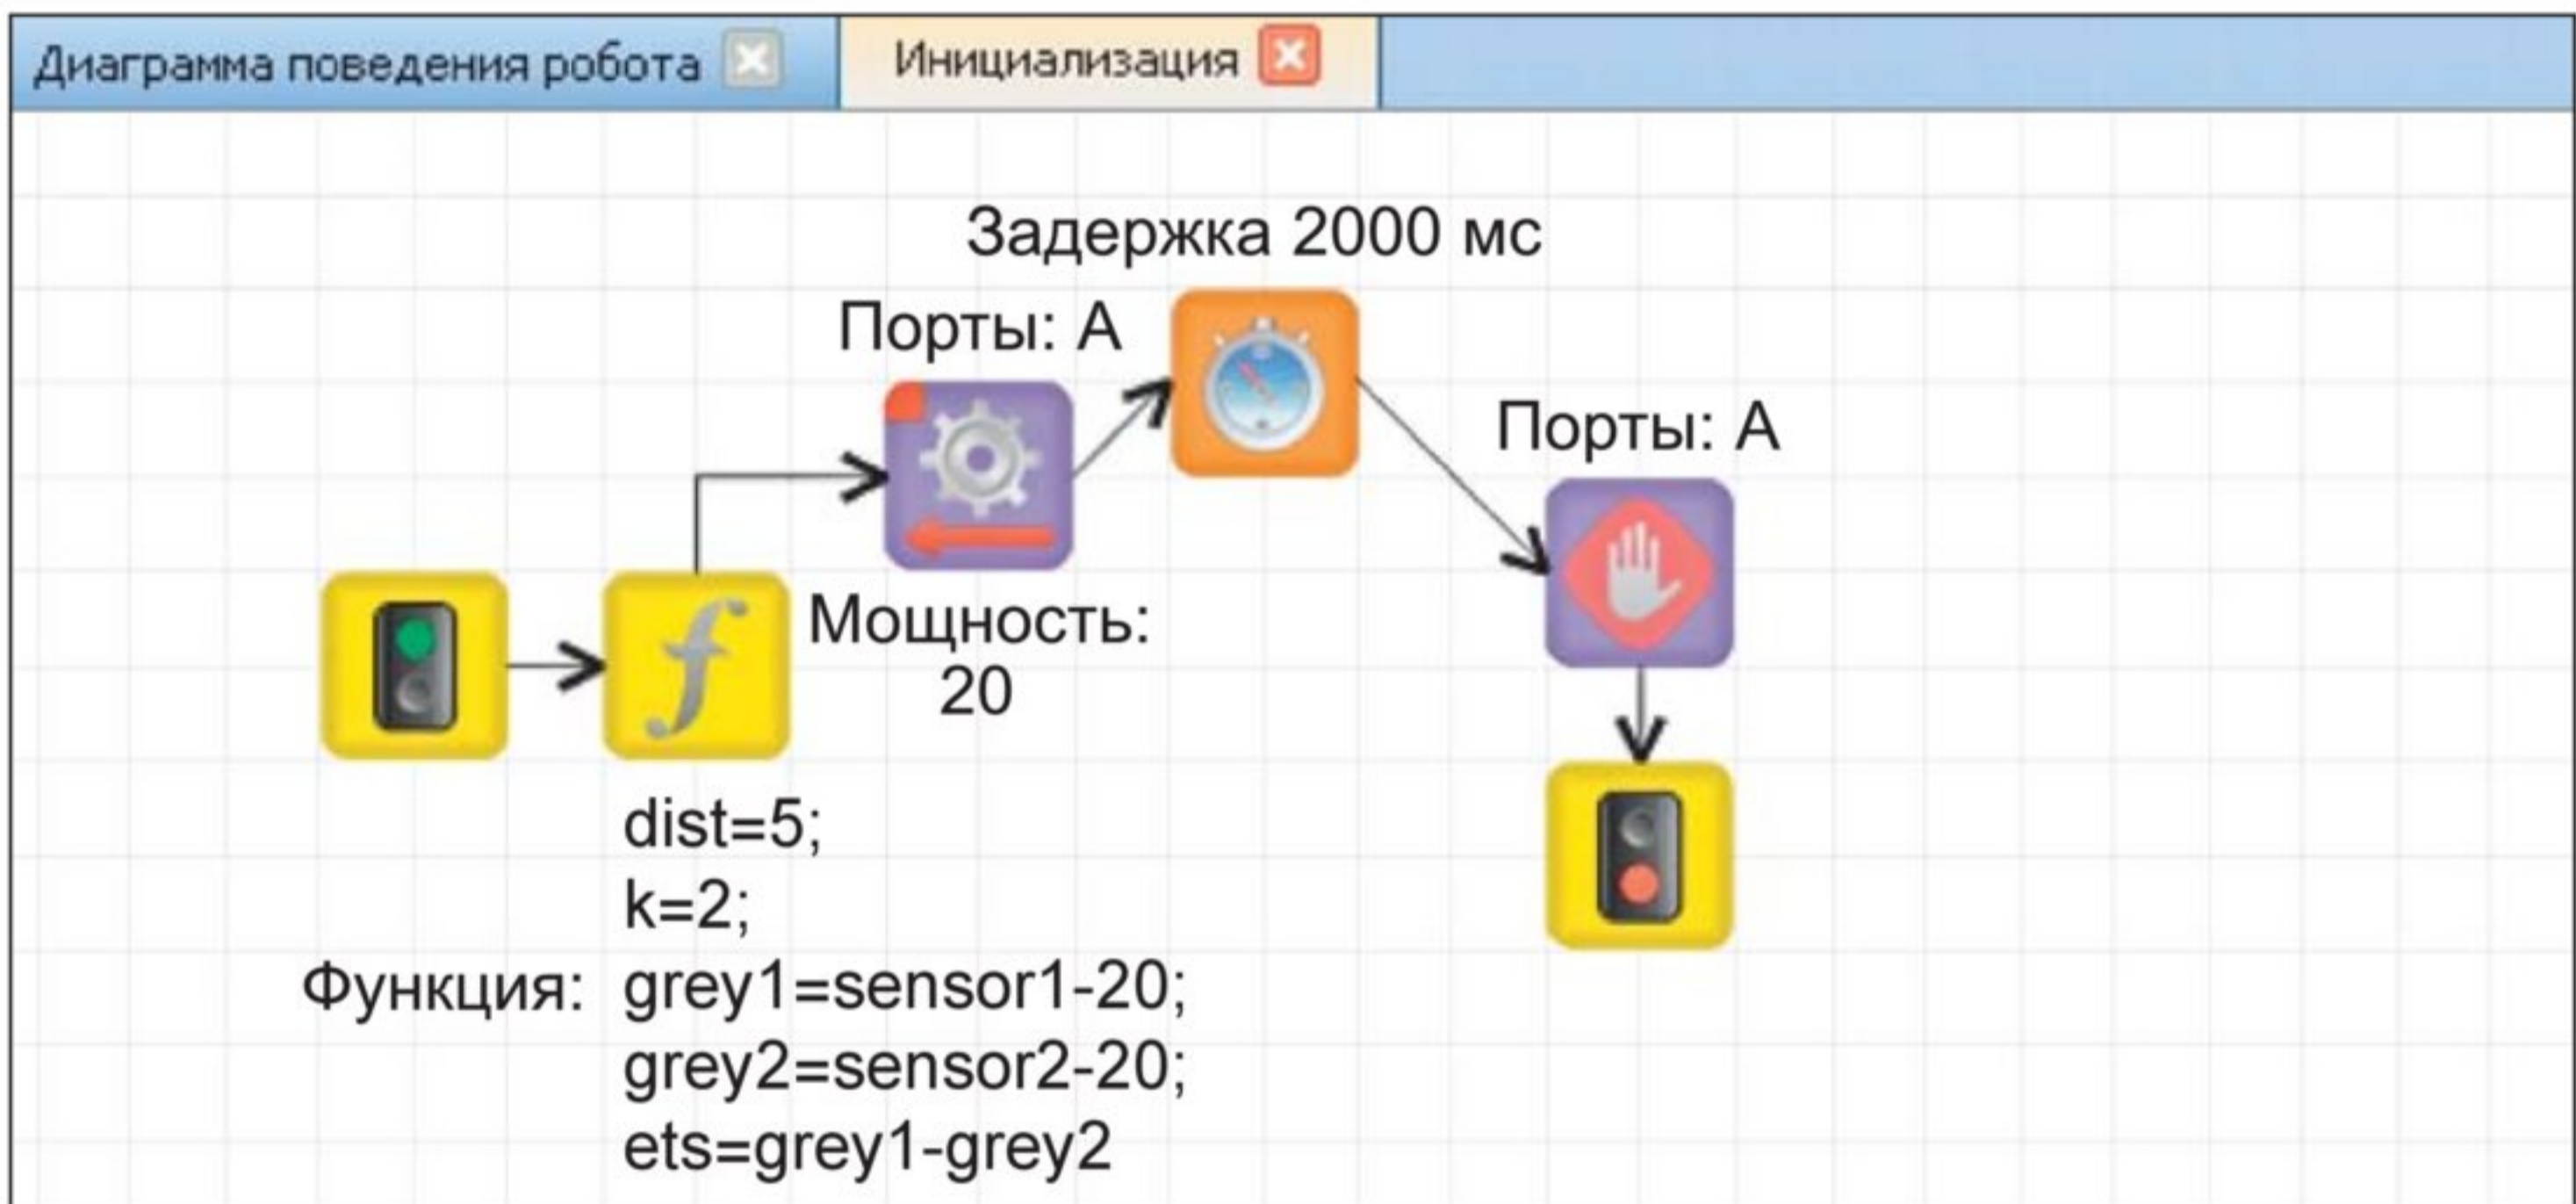 Диаграмма поведения робота
Инициализация
Задержка 2000 мс
Порты: А
Порты: А
Мощность:
20
dist=5;
k=2;
Функция: grey1=sensor1-20;
grey2=sensor2-20;
ets=grey1-grey2